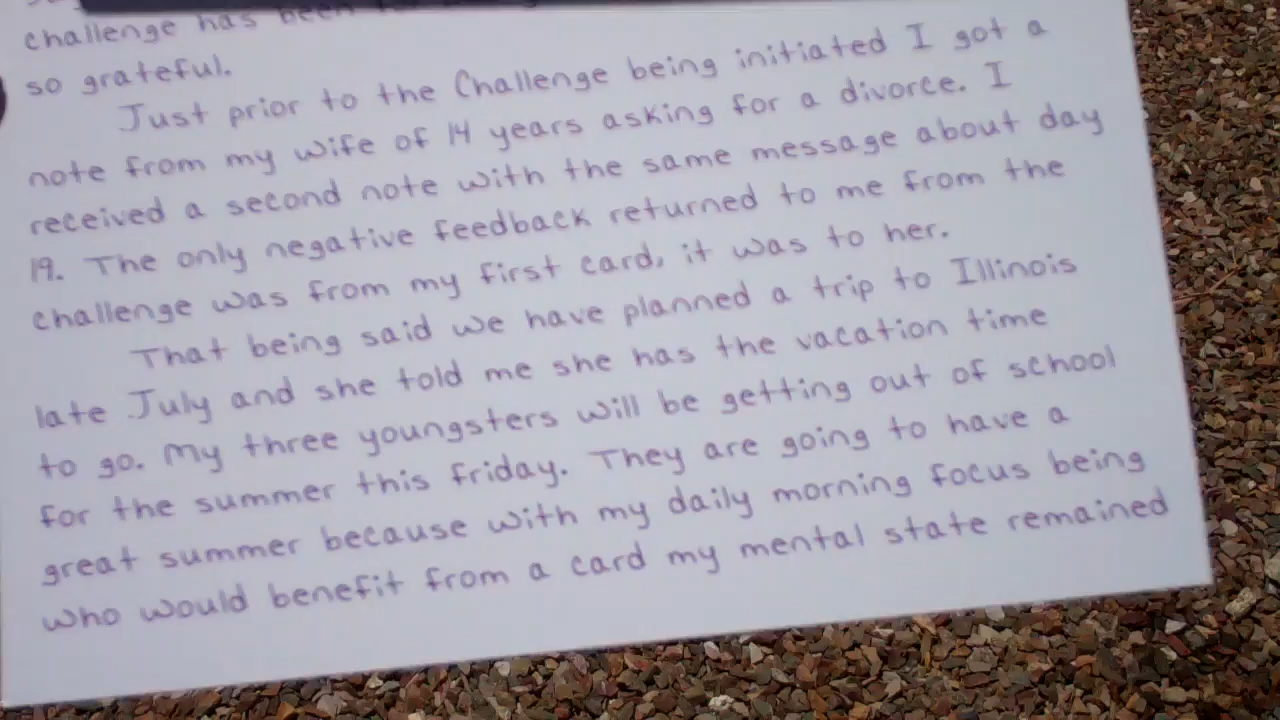 challenge has been
so grateful.
Just prior to the Challenge being initiated I got a
note from my wife of 14 years asking for a divorce. I
received a second note with the same message about day
19. The only negative feedback returned to me from the
challenge was from my first card, it was to her.
That being said we have planned a trip to Illinois
late July and she told me she has the vacation time
to go. My three youngsters will be getting out of school
for the summer this Friday. They are going to have a
great summer because with my daily morning focus being
who would benefit from a card my mental state remained